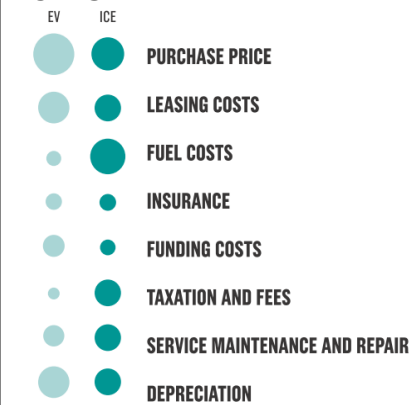 EV ICE
PURCHASE PRICE
LEASING COSTS
FUEL COSTS
INSURANCE
FUNDING COSTS
TAXATION AND FEES
SERVICE MAINTENANCE AND REPAIR
DEPRECIATION